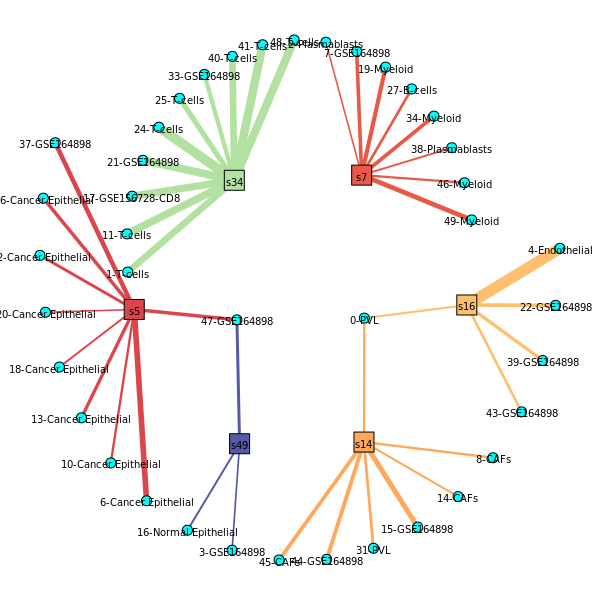 48-T-cells
24-Plasmablasts
41-T-cells
7-GSE164898
40-T-cells
19-Myeloid
33-GSE164898
27-B-cells
25-T-cells
34-Myeloid
24-T-cells
37-GSE164898
38-Plasmablasts
21-GSE164898
s7
s34
46-Myeloid
17-GSE156728-CD8
6-Cancer Epithelial
49-Myeloid
11-T-cells
4-Endothelial
2-Cancer Epithelial
1-T-cells
s16
22-GSE164898
s5
20-Cancer Epithelial
47-GSE164898
0-PVL
39-GSE164898
18-Cancer Epithelial
43-GSE164898
13-Cancer Epithelial
s49
s14
8-CAFs
10-Cancer Epithelial
14-CAFs
6-Cancer Epithelial
15-GSE164898
16-Normal Epithelial
3-GSE164898
31-PVL
45-CAFs
44-GSE164898